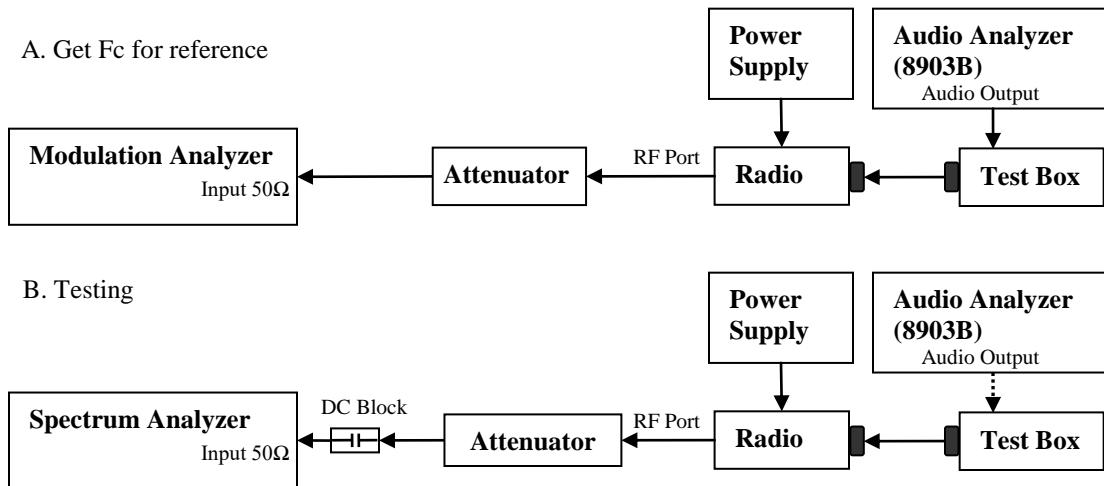 A. Get Fc for reference
Power
Supply
Audio Analyzer
(8903B)
Audio Output
Modulation Analyzer
Input 50Ω
Attenuator
RF Port
Radio
Test Box
B. Testing
Power
Supply
Audio Analyzer
(8903B)
Audio Output
Spectrum Analyzer
Input 50Ω
DC Block
Attenuator
RF Port
Radio
Test Box